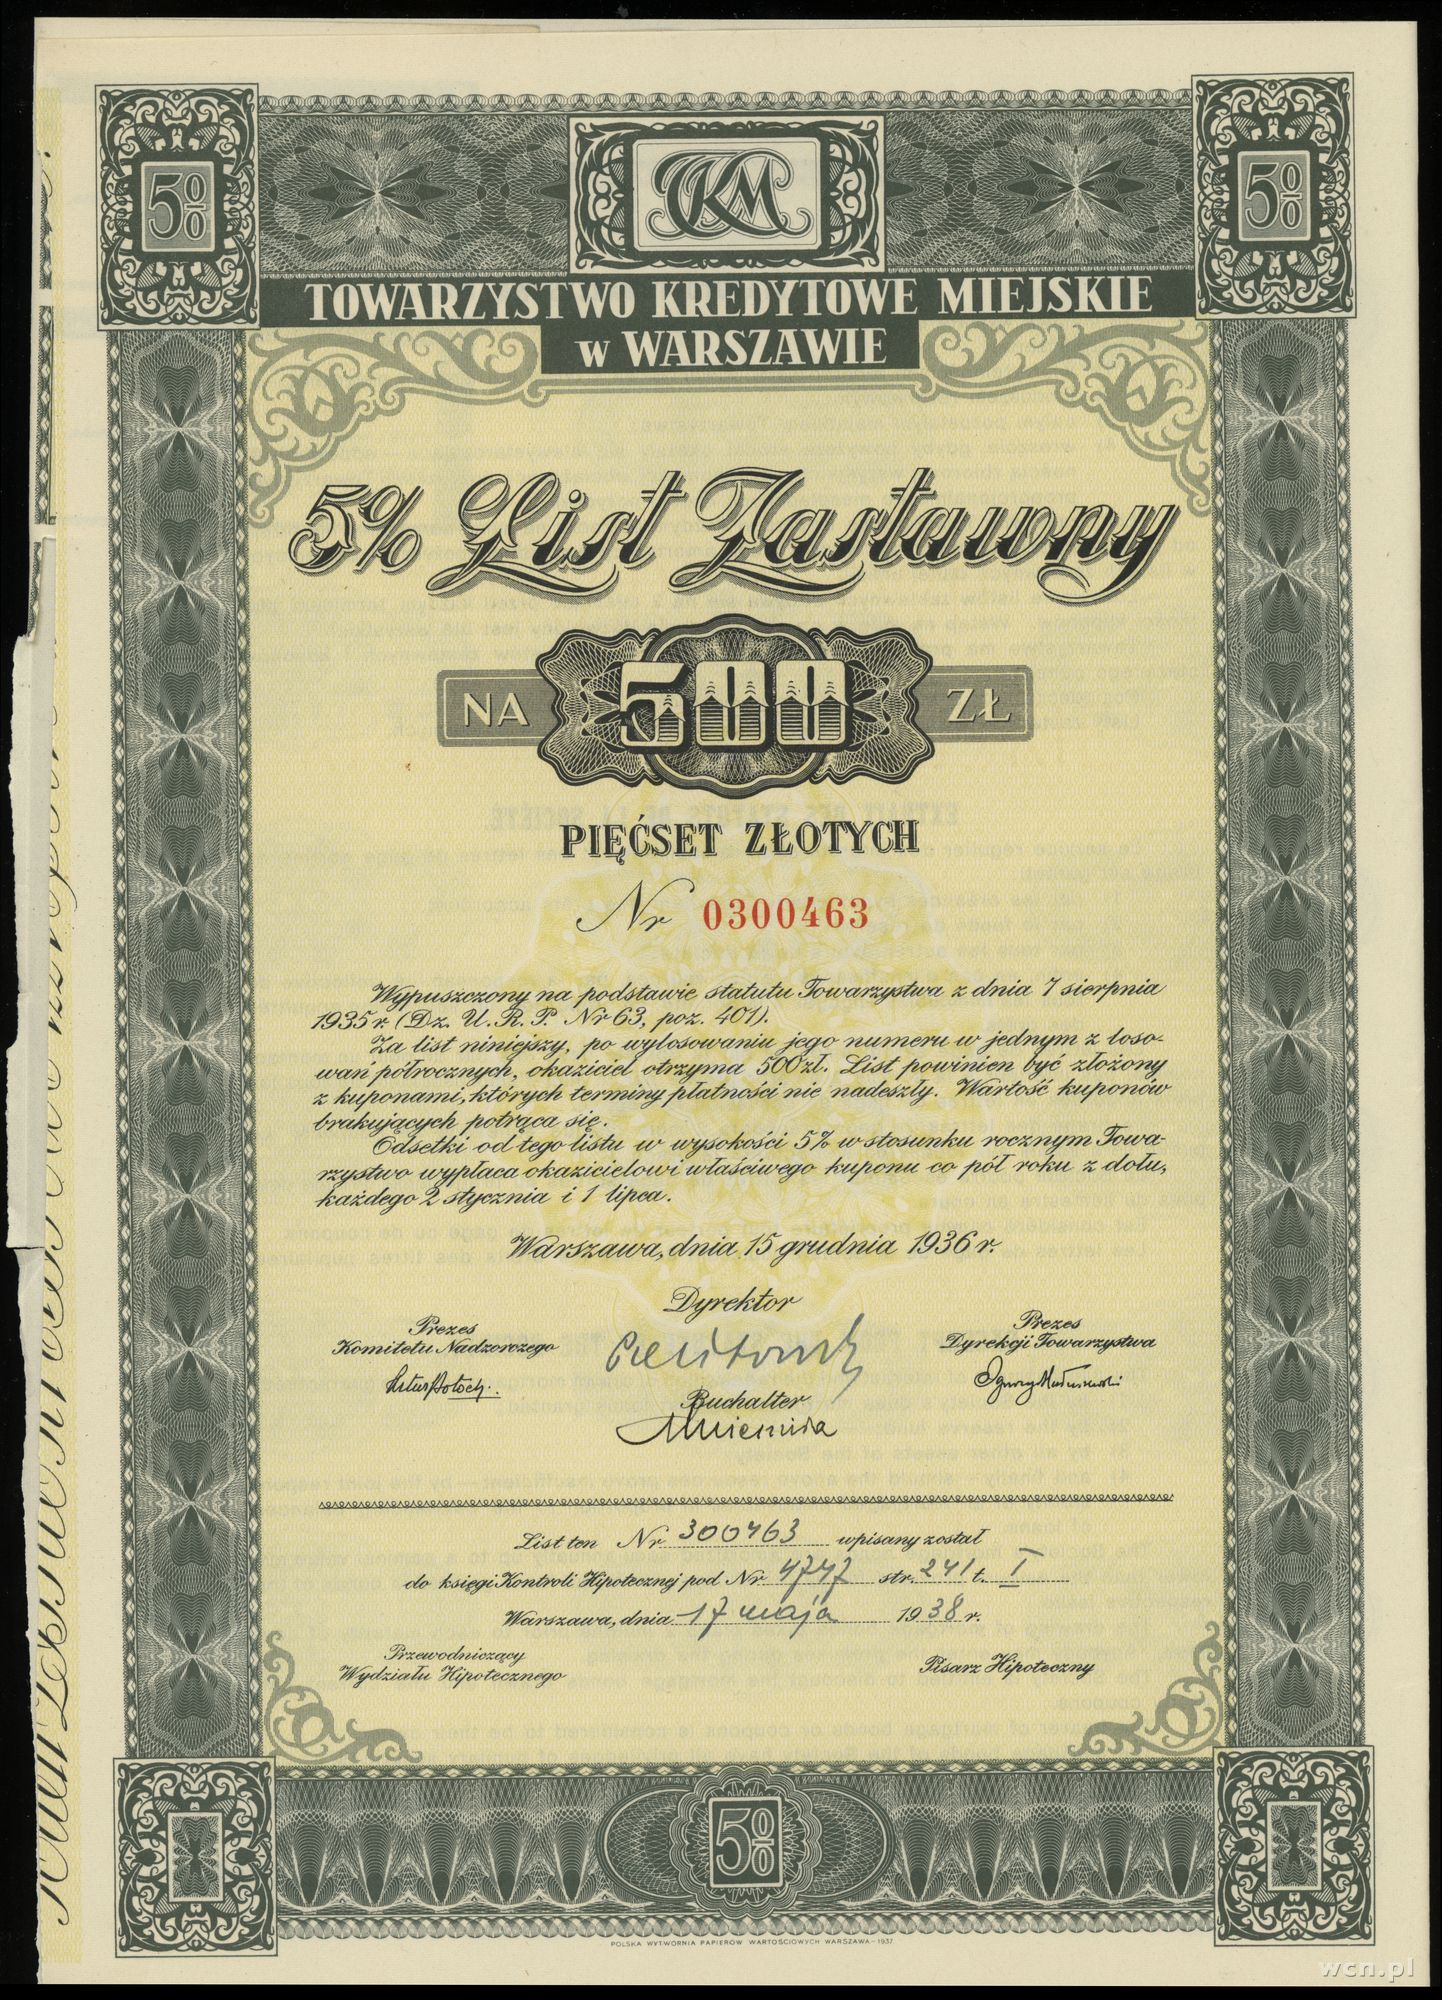 5%
TKM
5%
TOWARZYSTWO KREDYTOWE MIEJSKIE
w WARSZAWIE
5% List Zastawny
NA 500 ZŁ
PIĘĆSET ZŁOTYCH
Nr 0300463
Wypuszczony na podstawie statutu Towarzystwa z dnia 7 sierpnia
1935 r. (Dz. U. R. P. Nr 63, poz. 401).
Za list niniejszy, po wylosowaniu jego numeru w jednym z loso-
wań półrocznych, okaziciel otrzyma 500 zł. List powinien być złożony
z kuponami, których terminy płatności nie nadeszły. Wartość kuponów
brakujących potrąca się.
Odsetki od tego listu w wysokości 5% w stosunku rocznym Towa-
rzystwo wypłaca okazicielowi właściwego kuponu co pół roku z dołu,
każdego 2 stycznia i 1 lipca.
Warszawa, dnia 15 grudnia 1936 r.
Dyrektor
Prezes
Komitetu Nadzorczego
Prezes
Dyrekcji Towarzystwa
Buchalter
List ten Nr 300463 wpisany został
do księgi Kontroli Hipotecznej pod Nr 4747 str. 241 t. I
Warszawa, dnia 17 maja 1938 r.
Przewodniczący
Wydziału Hipotecznego
Pisarz Hipoteczny
5%
POLSKA WYTWÓRNIA PAPIERÓW WARTOŚCIOWYCH WARSZAWA-1937
wcn.pl